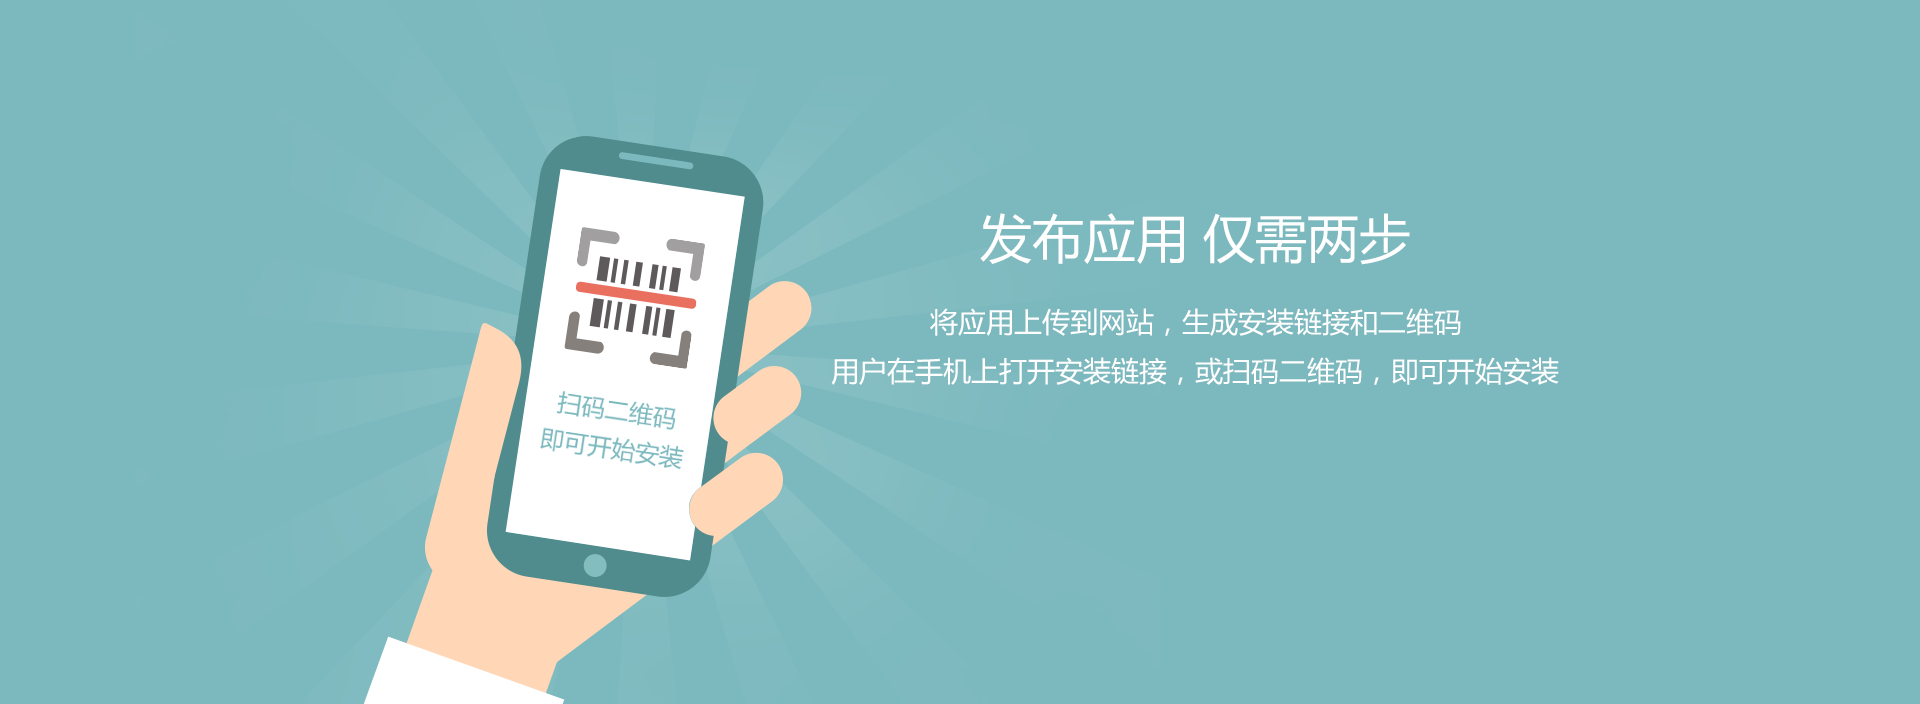 发布应用 仅需两步
将应用上传到网站，生成安装链接和二维码
用户在手机上打开安装链接，或扫码二维码，即可开始安装
扫码二维码
即可开始安装